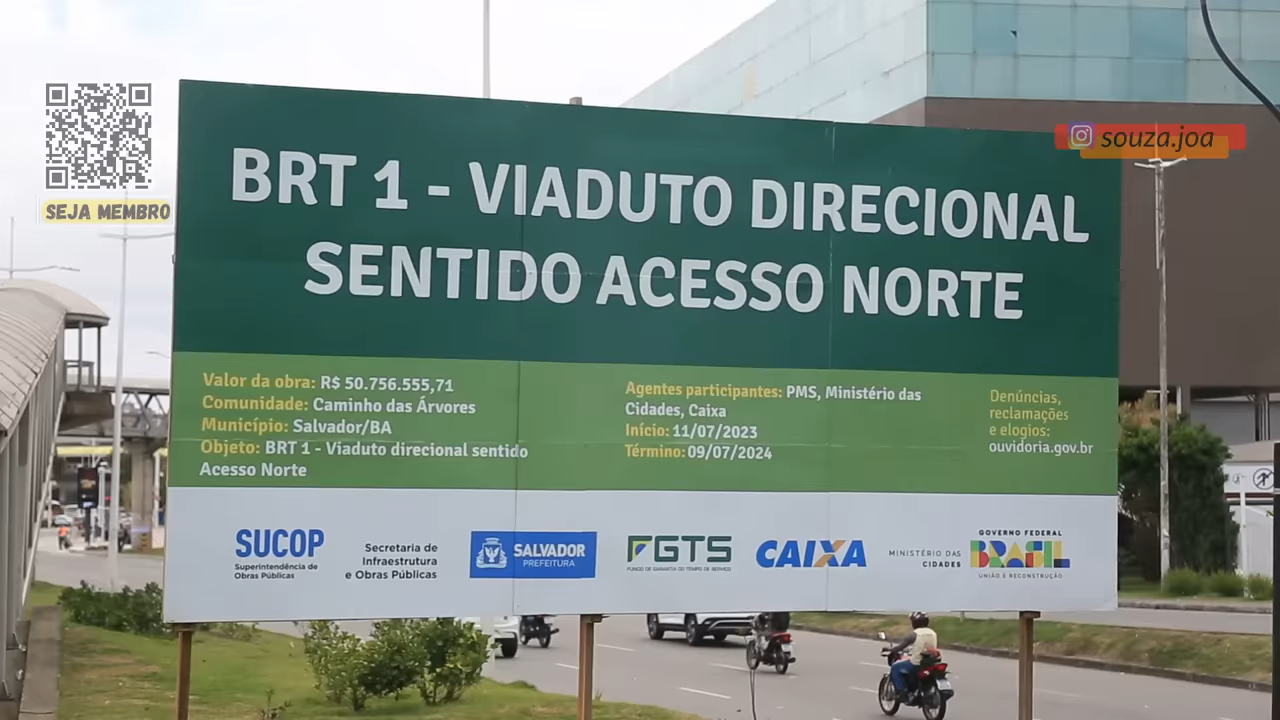 SEJA MEMBRO
souza.joa
BRT 1 - VIADUTO DIRECIONAL
SENTIDO ACESSO NORTE
Valor da obra: R$ 50.756.555,71
Comunidade: Caminho das Árvores
Município: Salvador/BA
Objeto: BRT 1 - Viaduto direcional sentido
Acesso Norte
Agentes participantes: PMS, Ministério das
Cidades, Caixa
Início: 11/07/2023
Término: 09/07/2024
Denúncias,
reclamações
e elogios:
ouvidoria.gov.br
SUCOP
Superintendência de
Obras Públicas
Secretaria de
Infraestrutura
e Obras Públicas
SALVADOR
PREFEITURA
FGTS
FUNDO DE GARANTIA DO TEMPO DE SERVIÇO
CAIXA
MINISTÉRIO DAS
CIDADES
GOVERNO FEDERAL
BRASIL
UNIÃO E RECONSTRUÇÃO